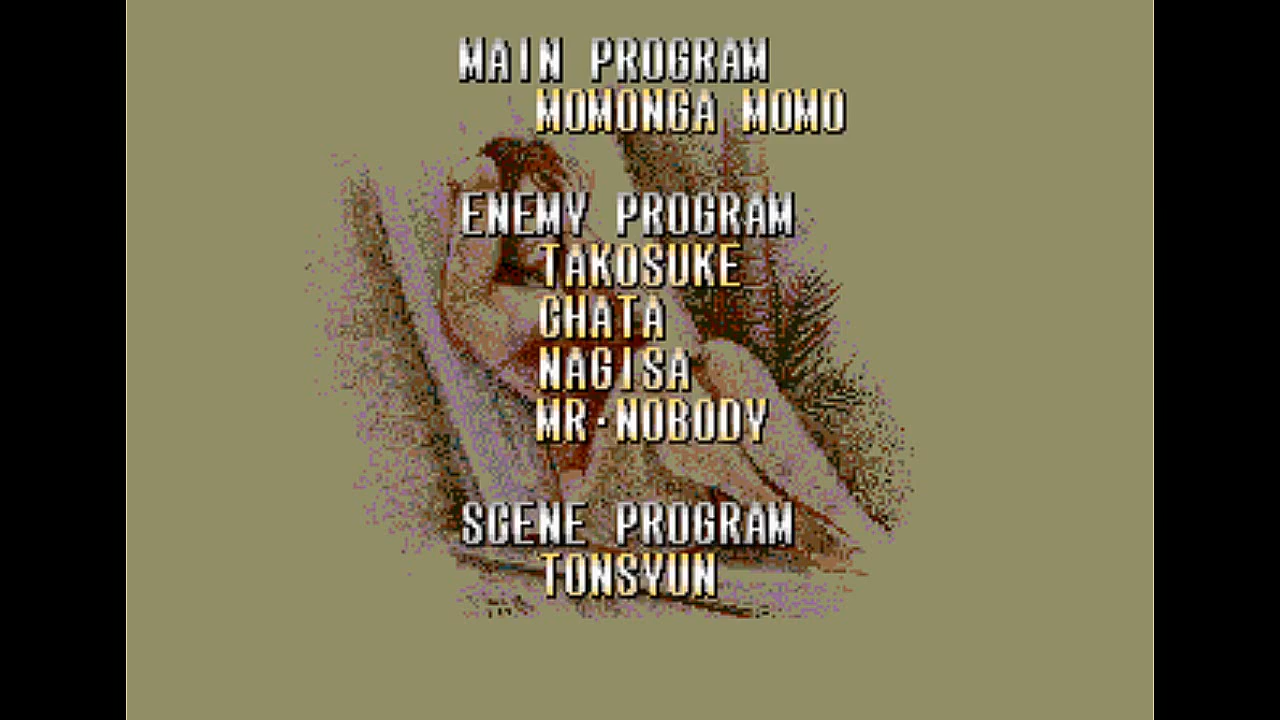 MAIN PROGRAM
MOMONGA MOMO
ENEMY PROGRAM
TAKOSUKE
CHATA
NAGISA
MR·NOBODY
SCENE PROGRAM
TONSYUN